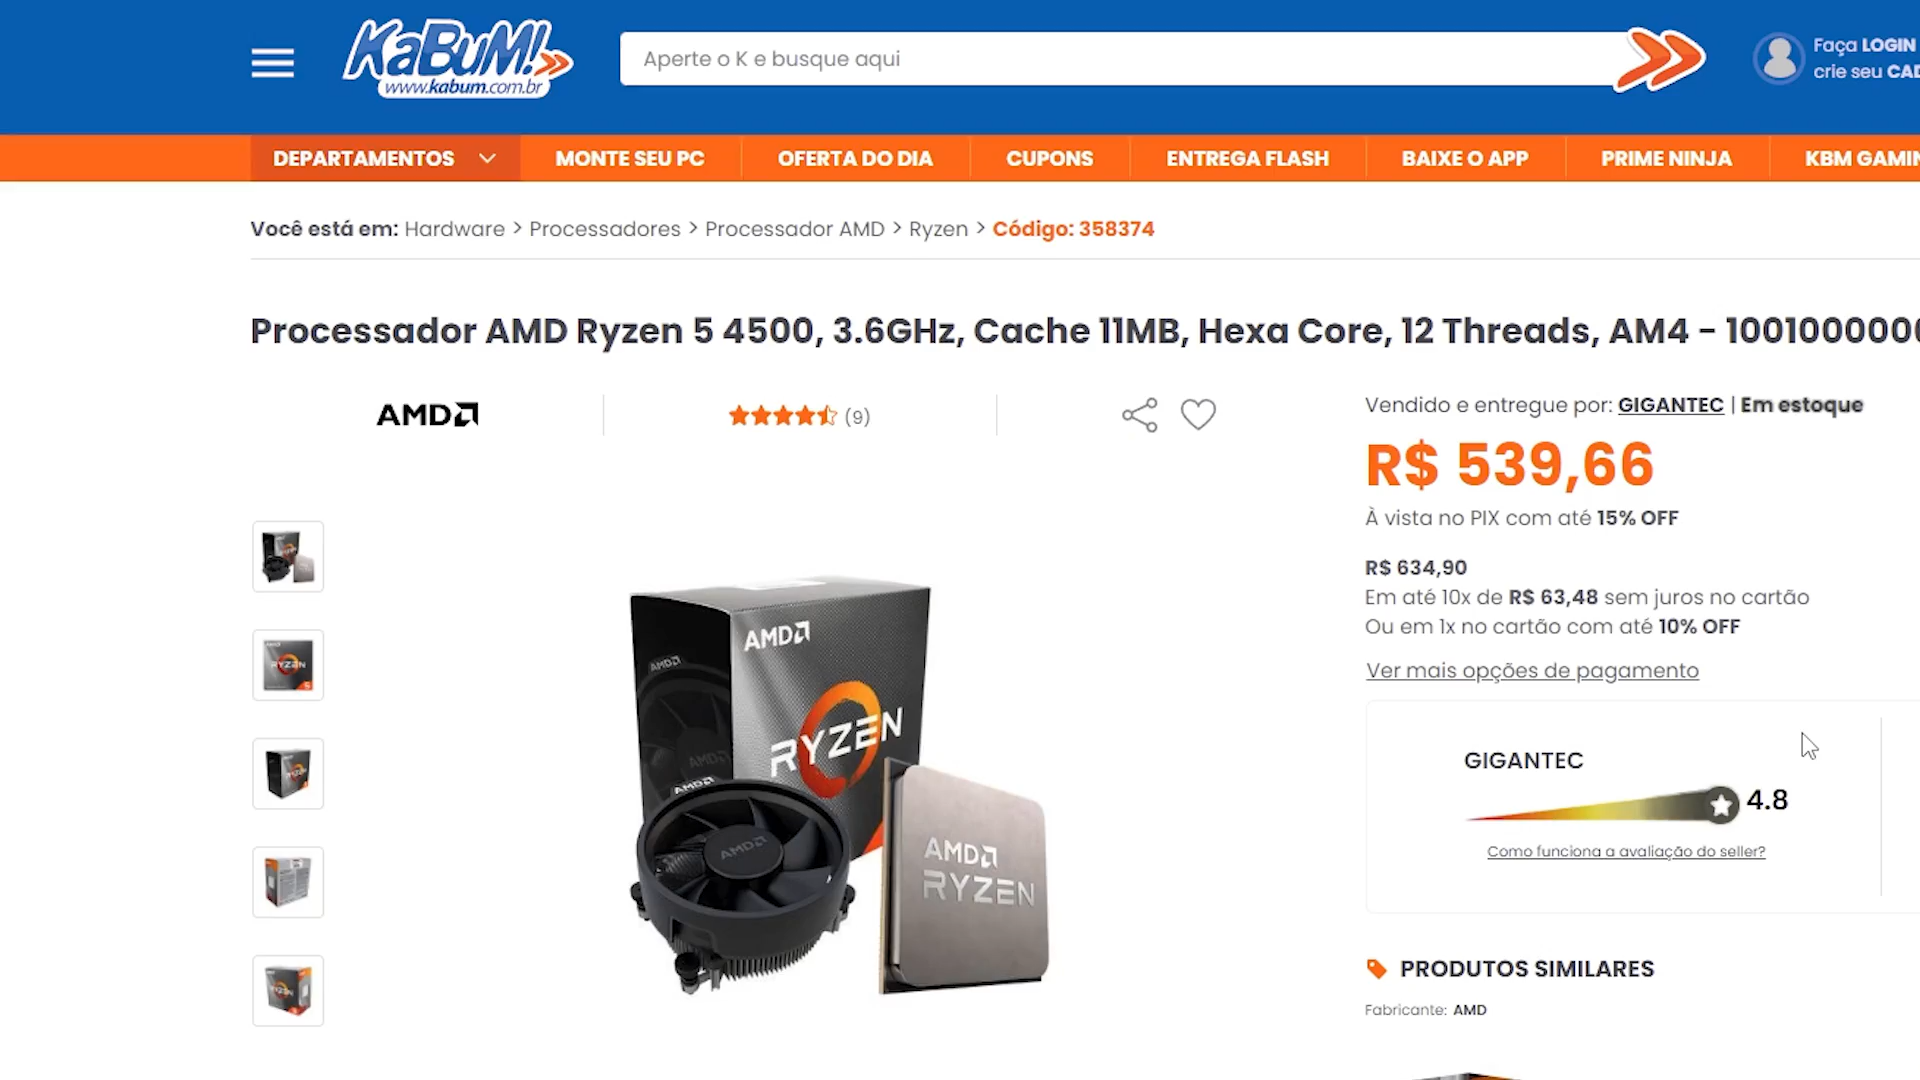 KaBuM!
www.kabum.com.br
Aperte o K e busque aqui
Faça LOGIN
crie seu CAD
DEPARTAMENTOS
MONTE SEU PC
OFERTA DO DIA
CUPONS
ENTREGA FLASH
BAIXE O APP
PRIME NINJA
KBM GAMIN
Você está em: Hardware > Processadores > Processador AMD > Ryzen > Código: 358374
Processador AMD Ryzen 5 4500, 3.6GHz, Cache 11MB, Hexa Core, 12 Threads, AM4 - 100100000
AMD
(9)
Vendido e entregue por: GIGANTEC | Em estoque
R$ 539,66
À vista no PIX com até 15% OFF
R$ 634,90
Em até 10x de R$ 63,48 sem juros no cartão
Ou em 1x no cartão com até 10% OFF
Ver mais opções de pagamento
AMD
AMD
RYZEN
AMD
AMD
AMD
AMD
RYZEN
RYZEN
GIGANTEC
4.8
Como funciona a avaliação do seller?
PRODUTOS SIMILARES
Fabricante: AMD